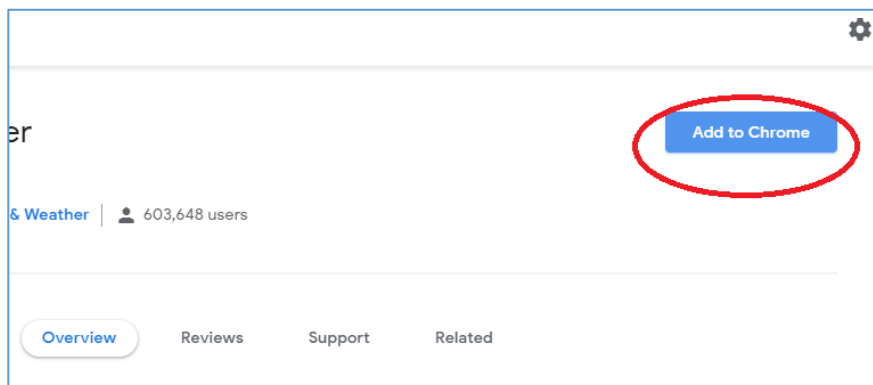 er
Add to Chrome
& Weather
603,648 users
Overview
Reviews
Support
Related